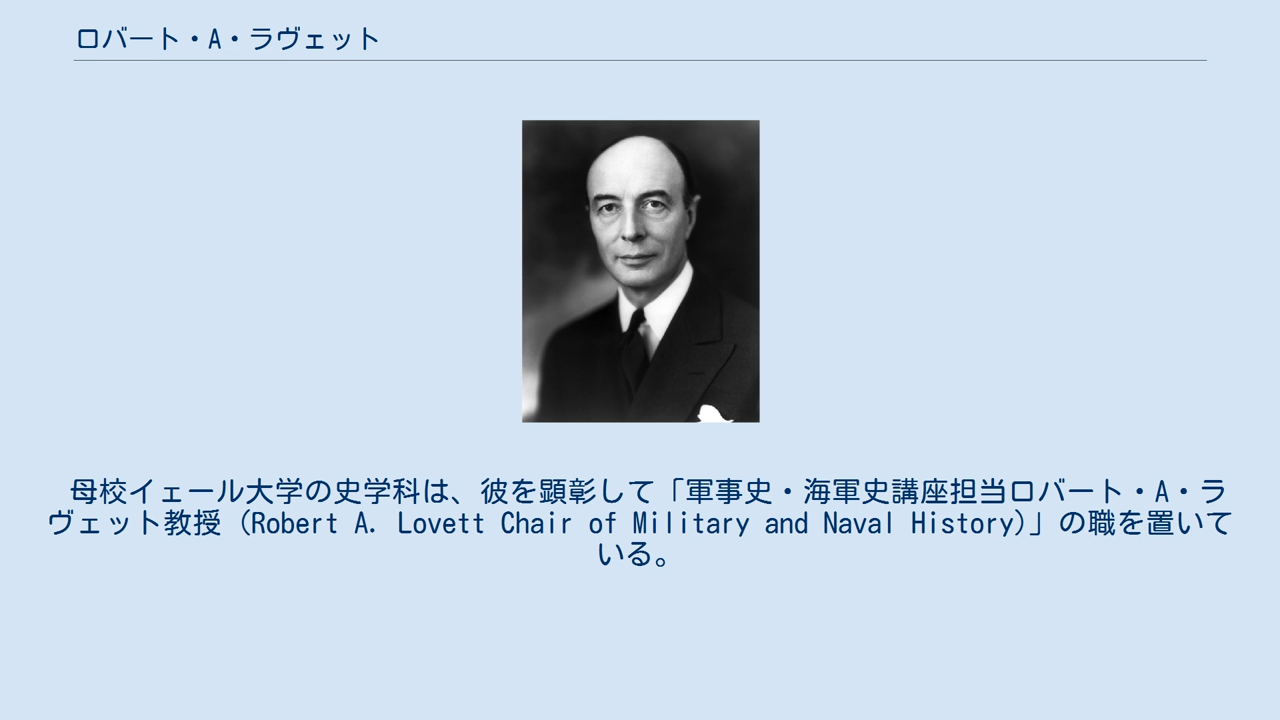 ロバート・A・ラヴェット
母校イェール大学の史学科は、彼を顕彰して「軍事史・海軍史講座担当ロバート・A・ラ
ヴェット教授（Robert A. Lovett Chair of Military and Naval History)」の職を置いて
いる。